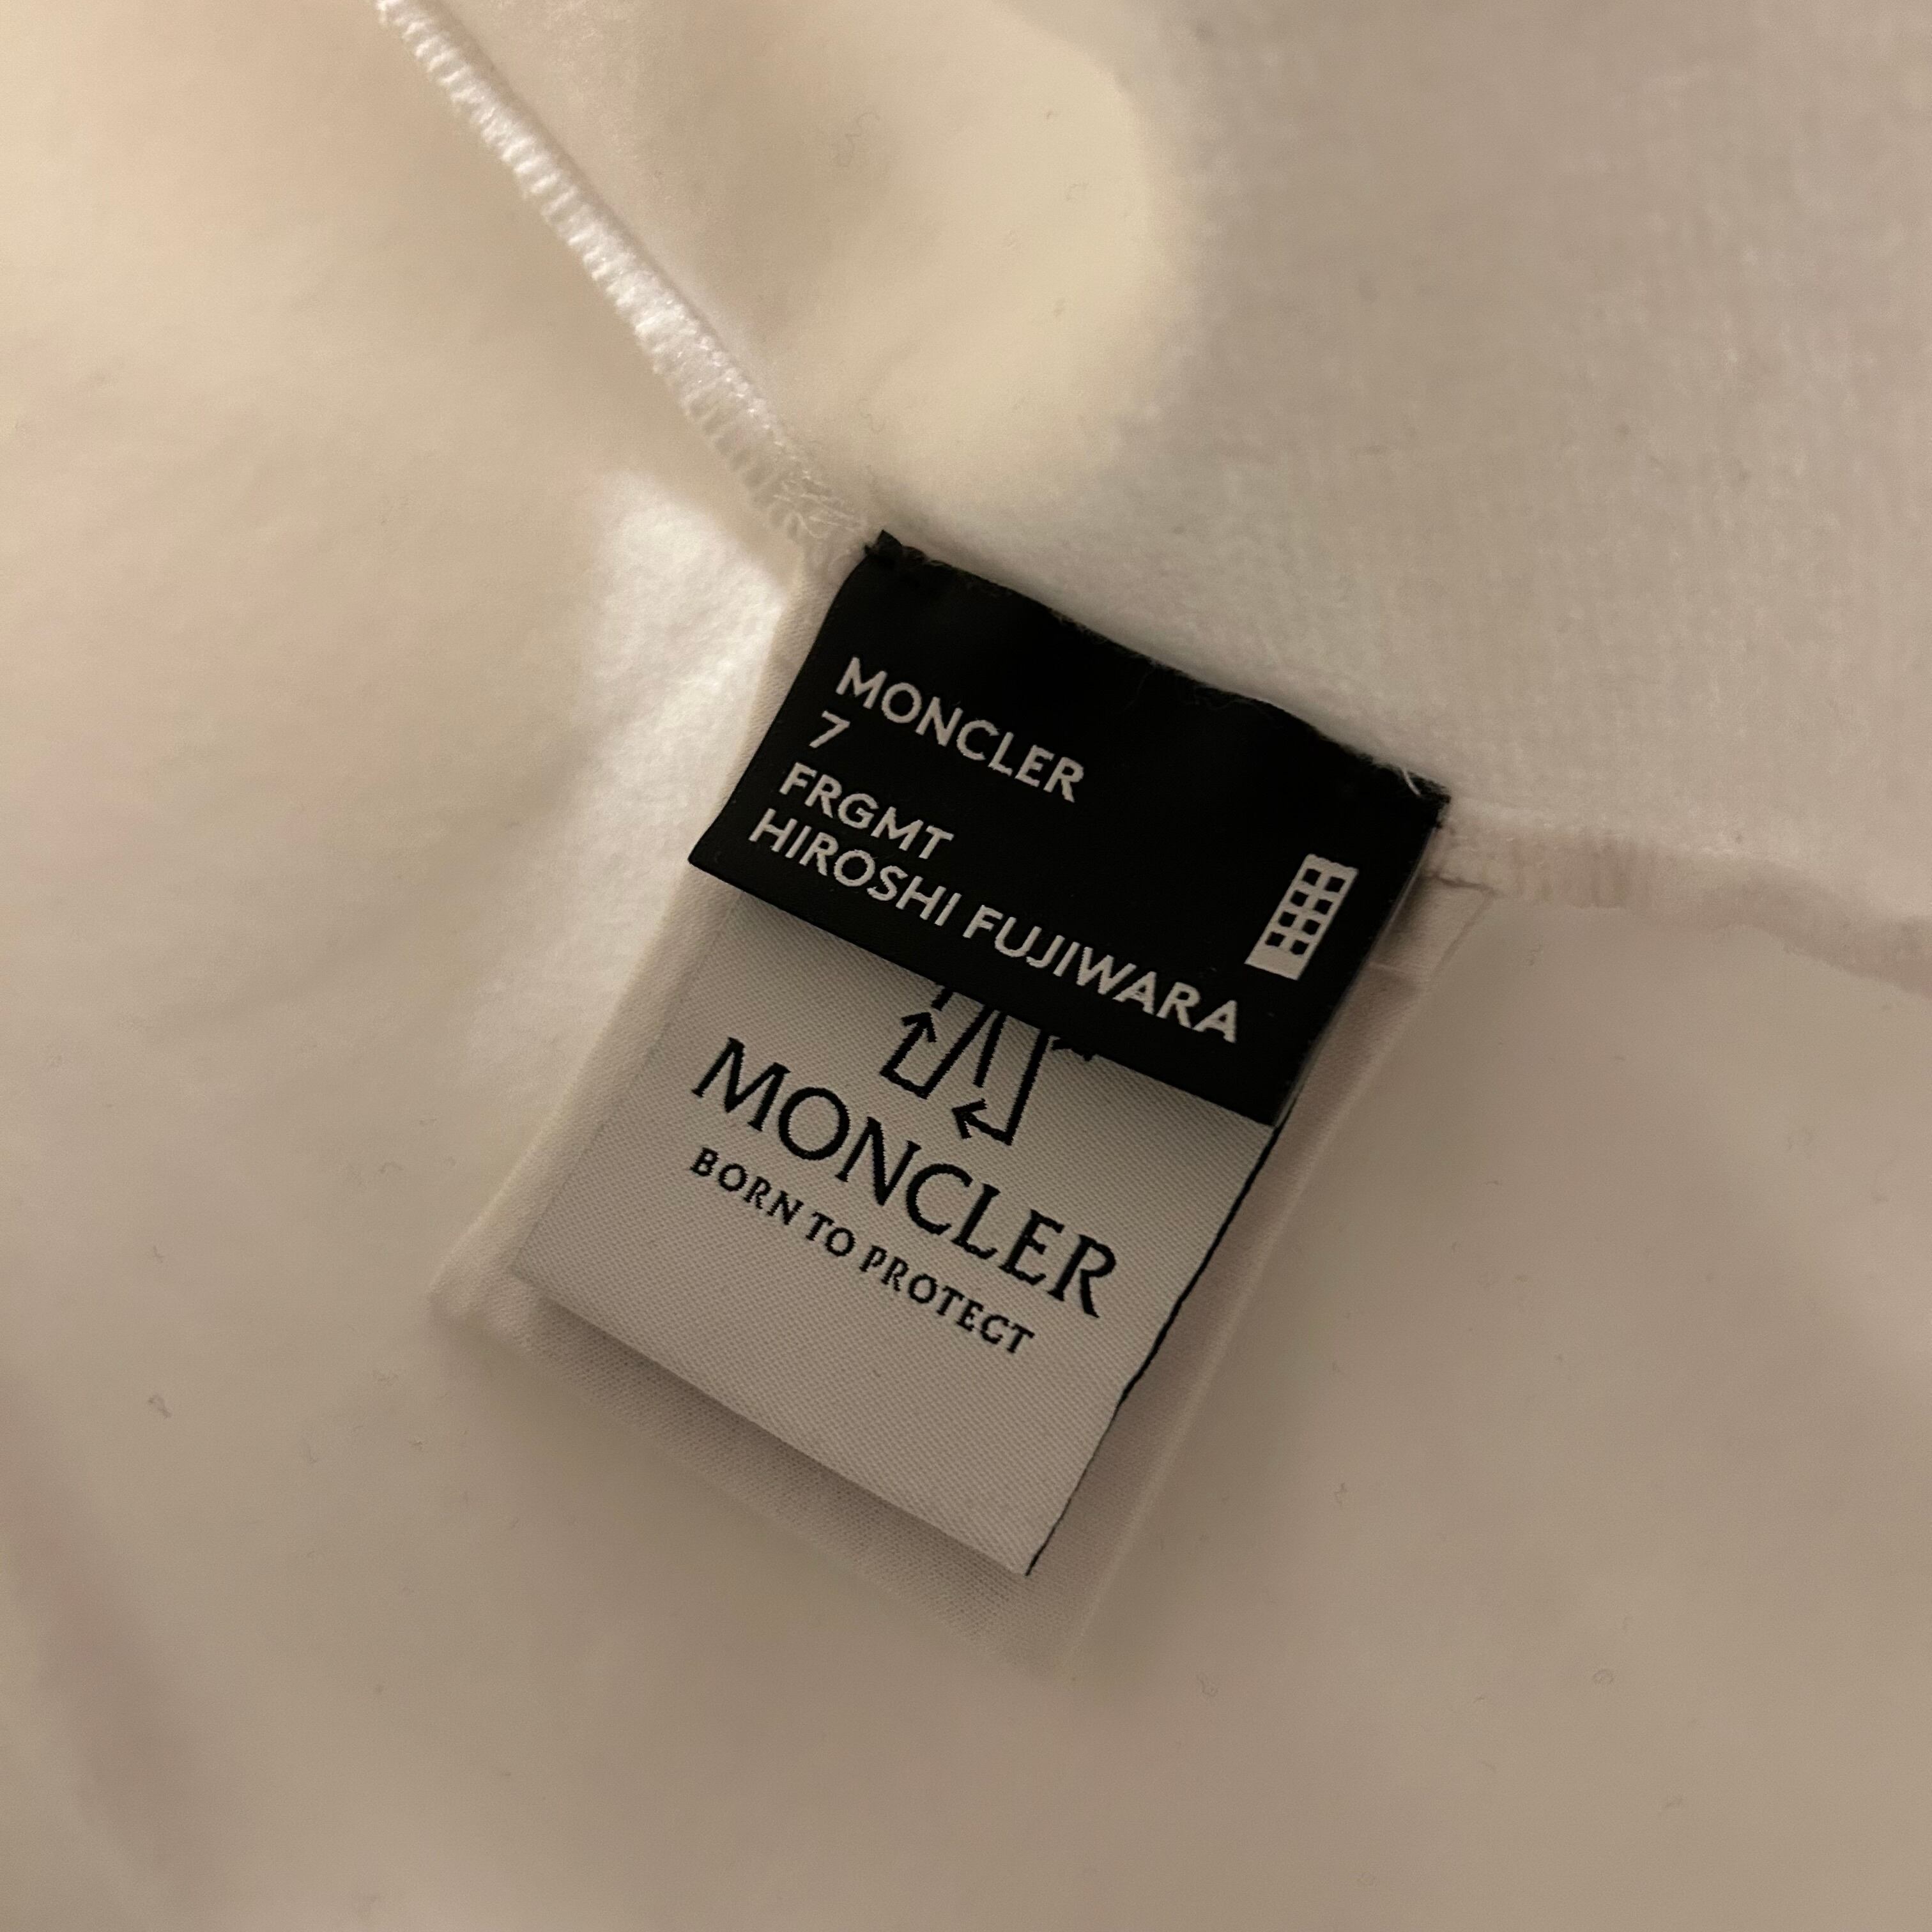 MONCLER
7
FRGMT
HIROSHI FUJIWARA
MONCLER
BORN TO PROTECT